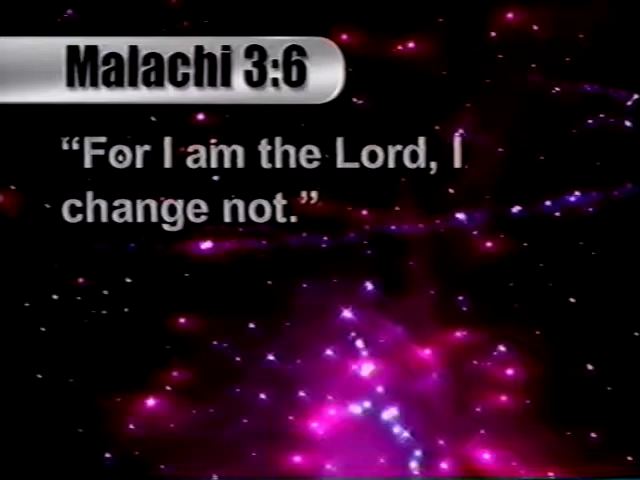 Malachi 3:6
“For I am the Lord, I
change not.”